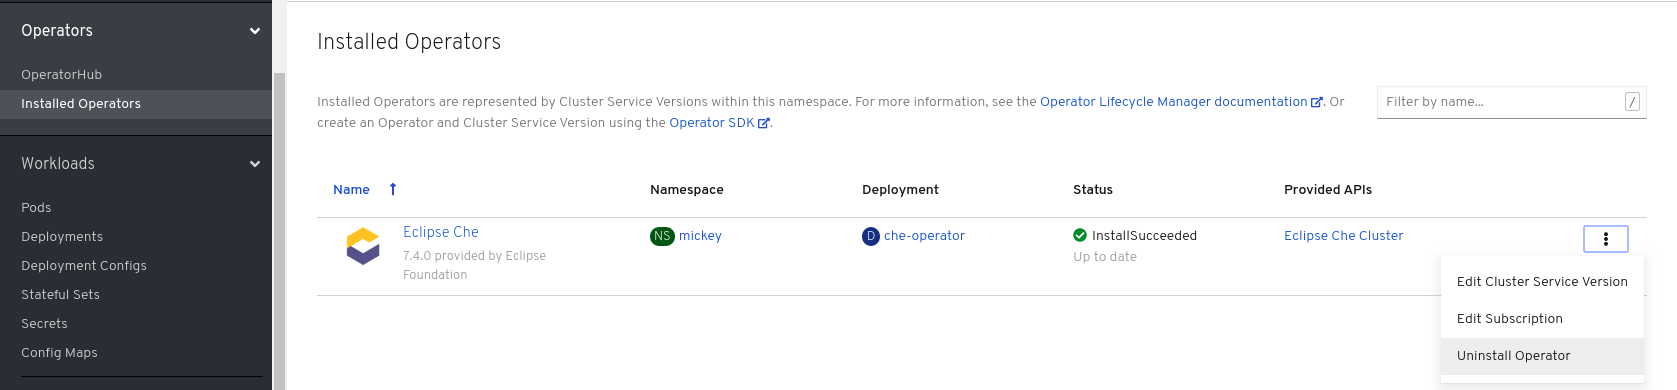 Operators
OperatorHub
Installed Operators
Workloads
Pods
Deployments
Deployment Configs
Stateful Sets
Secrets
Config Maps
Installed Operators
Installed Operators are represented by Cluster Service Versions within this namespace. For more information, see the Operator Lifecycle Manager documentation. Or
create an Operator and Cluster Service Version using the Operator SDK.
Filter by name... /
Name Namespace Deployment Status Provided APIs
Eclipse Che NS mickey D che-operator InstallSucceeded Eclipse Che Cluster
7.4.0 provided by Eclipse Up to date
Foundation
Edit Cluster Service Version
Edit Subscription
Uninstall Operator